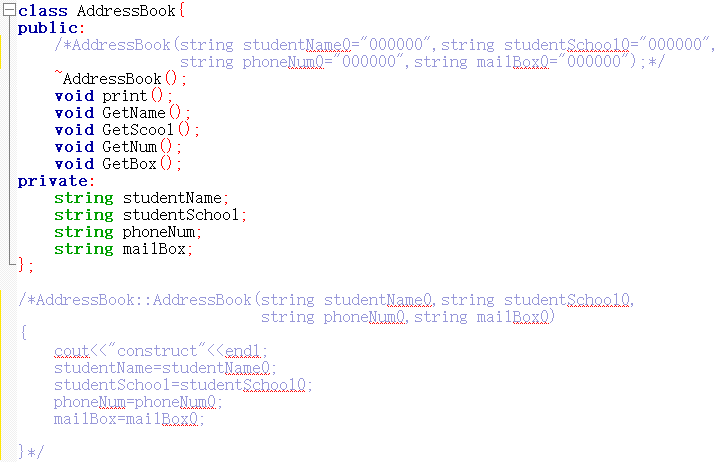 class AddressBook{
public:
    /*AddressBook(string studentName0="000000",string studentSchool0="000000",
                  string phoneNum0="000000",string mailBox0="000000");*/
    ~AddressBook();
    void print();
    void GetName();
    void GetScool();
    void GetNum();
    void GetBox();
private:
    string studentName;
    string studentSchool;
    string phoneNum;
    string mailBox;
};
/*AddressBook::AddressBook(string studentName0,string studentSchool0,
                           string phoneNum0,string mailBox0)
{
    cout<<"construct"<<endl;
    studentName=studentName0;
    studentSchool=studentSchool0;
    phoneNum=phoneNum0;
    mailBox=mailBox0;
}*/